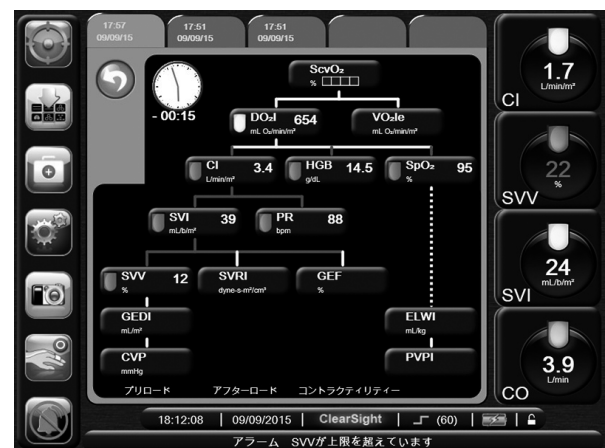 17:57
09/09/15
17:51
09/09/15
17:51
09/09/15
- 00:15
ScvO₂
%
DO₂I 654
mL O₂/min/m²
VO₂Ie
mL O₂/min/m²
CI 3.4
L/min/m²
HGB 14.5
g/dL
SpO₂ 95
%
SVI 39
mL/b/m²
PR 88
bpm
SVV 12
%
SVRI
dyne-s-m²/cm⁵
GEF
%
GEDI
mL/m²
ELWI
mL/kg
CVP
mmHg
PVPI
プリロード アフターロード コントラクティリティー
1.7
L/min/m²
CI
22
%
SVV
24
mL/b/m²
SVI
3.9
L/min
CO
18:12:08 | 09/09/2015 | ClearSight | (60)
アラーム SVVが上限を超えています